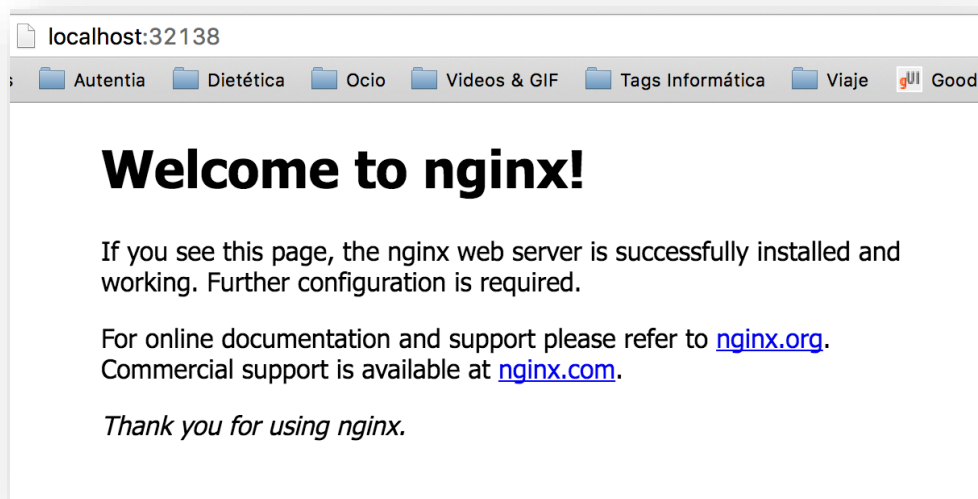 localhost:32138
Autentia Dietética Ocio Videos & GIF Tags Informática Viaje gUI Good
Welcome to nginx!
If you see this page, the nginx web server is successfully installed and
working. Further configuration is required.
For online documentation and support please refer to nginx.org.
Commercial support is available at nginx.com.
Thank you for using nginx.